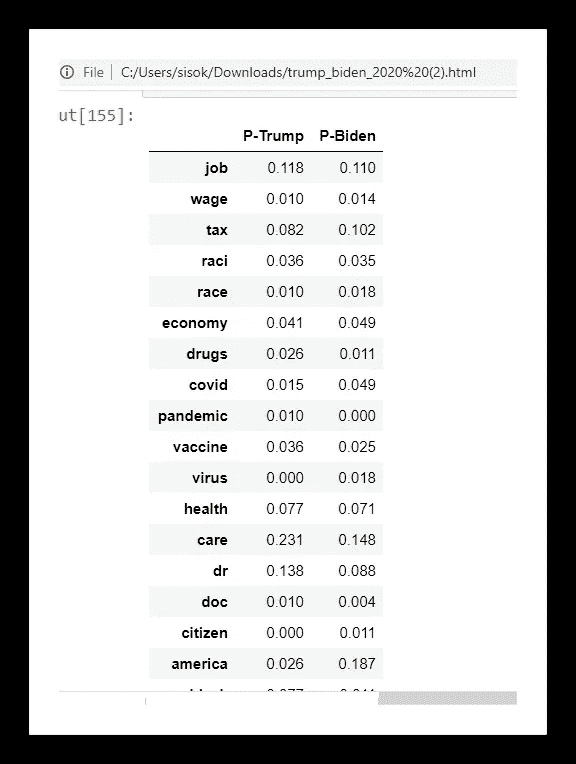 File | C:/Users/sisok/Downloads/trump_biden_2020%20(2).html
ut[155]:
P-Trump P-Biden
job 0.118 0.110
wage 0.010 0.014
tax 0.082 0.102
raci 0.036 0.035
race 0.010 0.018
economy 0.041 0.049
drugs 0.026 0.011
covid 0.015 0.049
pandemic 0.010 0.000
vaccine 0.036 0.025
virus 0.000 0.018
health 0.077 0.071
care 0.231 0.148
dr 0.138 0.088
doc 0.010 0.004
citizen 0.000 0.011
america 0.026 0.187